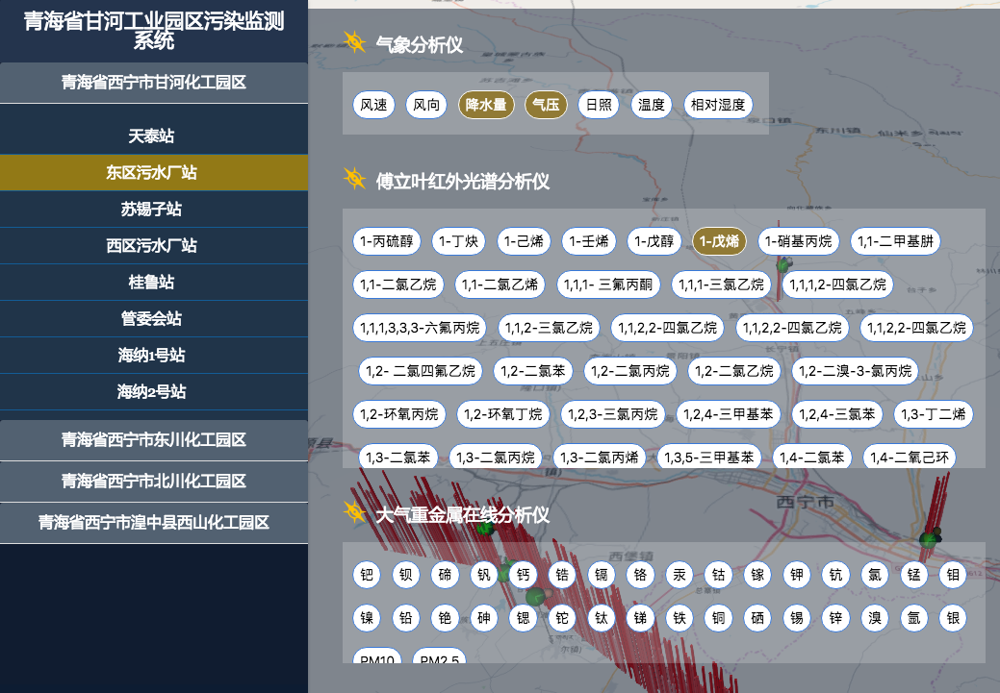 青海省甘河工业园区污染监测
系统
青海省西宁市甘河化工园区
天泰站
东区污水厂站
苏锡子站
西区污水厂站
桂鲁站
管委会站
海纳1号站
海纳2号站
青海省西宁市东川化工园区
青海省西宁市北川化工园区
青海省西宁市湟中县西山化工园区
气象分析仪
风速 风向 降水量 气压 日照 温度 相对湿度
傅立叶红外光谱分析仪
1-丙硫醇 1-丁炔 1-己烯 1-壬烯 1-戊醇 1-戊烯 1-硝基丙烷 1,1-二甲基肼
1,1-二氯乙烷 1,1-二氯乙烯 1,1,1- 三氟丙酮 1,1,1-三氯乙烷 1,1,1,2-四氯乙烷
1,1,1,3,3,3-六氟丙烷 1,1,2-三氯乙烷 1,1,2,2-四氯乙烷 1,1,2,2-四氯乙烷 1,1,2,2-四氯乙烷
1,2- 二氯四氟乙烷 1,2-二氯苯 1,2-二氯丙烷 1,2-二氯乙烷 1,2-二溴-3-氯丙烷
1,2-环氧丙烷 1,2-环氧丁烷 1,2,3-三氯丙烷 1,2,4-三甲基苯 1,2,4-三氯苯 1,3-丁二烯
1,3-二氯苯 1,3-二氯丙烷 1,3-二氯丙烯 1,3,5-三甲基苯 1,4-二氯苯 1,4-二氧己环
大气重金属在线分析仪
钯 钡 碲 钒 钙 锆 镉 铬 汞 钴 镓 钾 钪 氯 锰 钼
镍 铅 铯 砷 锶 铊 钛 锑 铁 铜 硒 锡 锌 溴 氩 银
PM10 PM2.5
西宁市
西堡镇
长宁镇
东川镇